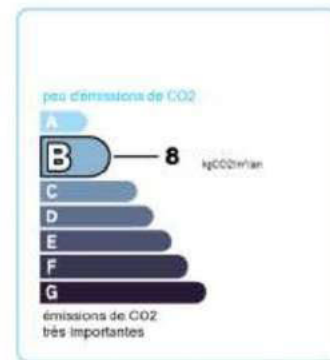 peu d'émissions de CO2
A
B 8 kgCO2/m²/an
C
D
E
F
G
émissions de CO2
très importantes